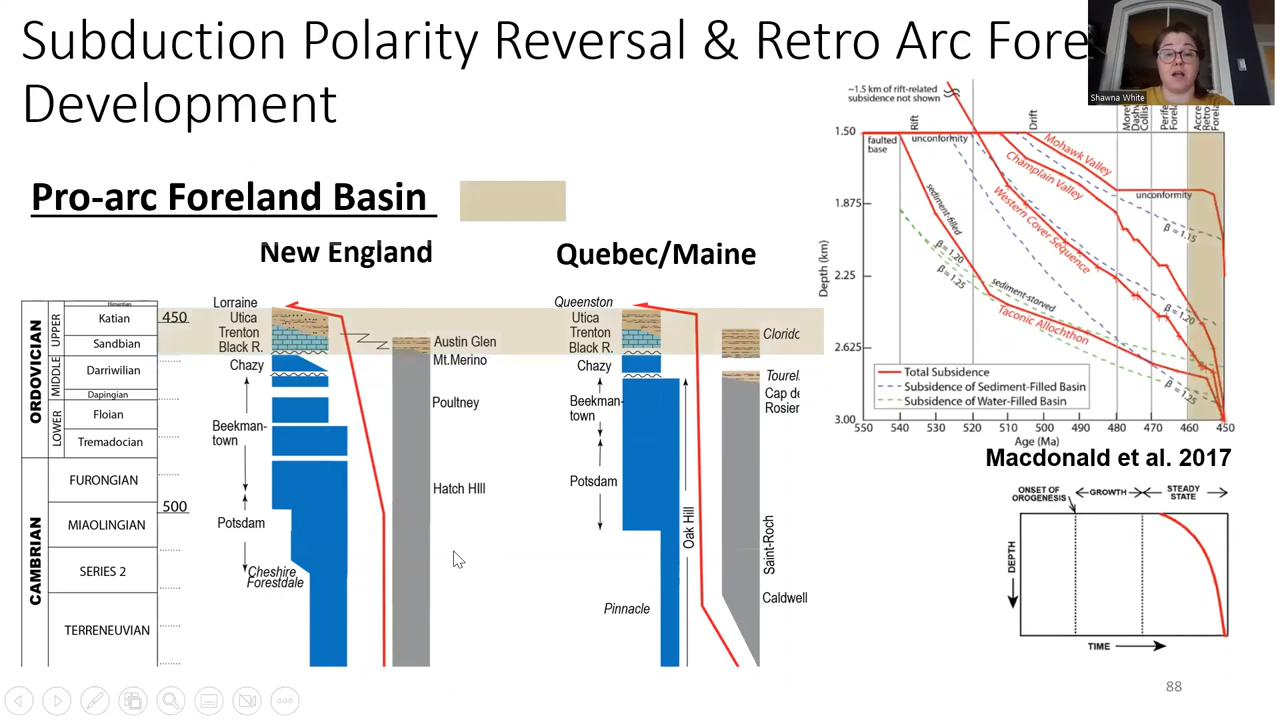 Subduction Polarity Reversal & Retro Arc Fore
Development
Shawna White
Pro-arc Foreland Basin
New England
Quebec/Maine
ORDOVICIAN
UPPER
MIDDLE
LOWER
Hirnantian
Katian
Sandbian
Darriwilian
Dapingian
Floian
Tremadocian
CAMBRIAN
FURONGIAN
MIAOLINGIAN
SERIES 2
TERRENEUVIAN
450
500
Lorraine
Utica
Trenton
Black R.
Chazy
Beekman-
town
Potsdam
Cheshire
Forestdale
Austin Glen
Mt.Merino
Poultney
Hatch HIll
Queenston
Utica
Trenton
Black R.
Chazy
Beekman-
town
Potsdam
Pinnacle
Oak Hill
Cloridc
Tourel
Cap de
Rosier
Saint-Roch
Caldwell
~1.5 km of rift-related
subsidence not shown
Rift
Drift
Collisi
faulted
base
unconformity
Mohawk Valley
Champlain Valley
Western Cover Sequence
Taconic Allochthon
unconformity
sediment-filled
sediment-starved
β = 1.15
β = 1.20
β = 1.25
β = 1.20
β = 1.25
Depth (km)
1.50
1.875
2.25
2.625
3.00
Total Subsidence
Subsidence of Sediment-Filled Basin
Subsidence of Water-Filled Basin
550 540 530 520 510 500 490 480 470 460 450
Age (Ma)
Macdonald et al. 2017
ONSET OF
OROGENESIS
GROWTH
STEADY
STATE
DEPTH
TIME
88